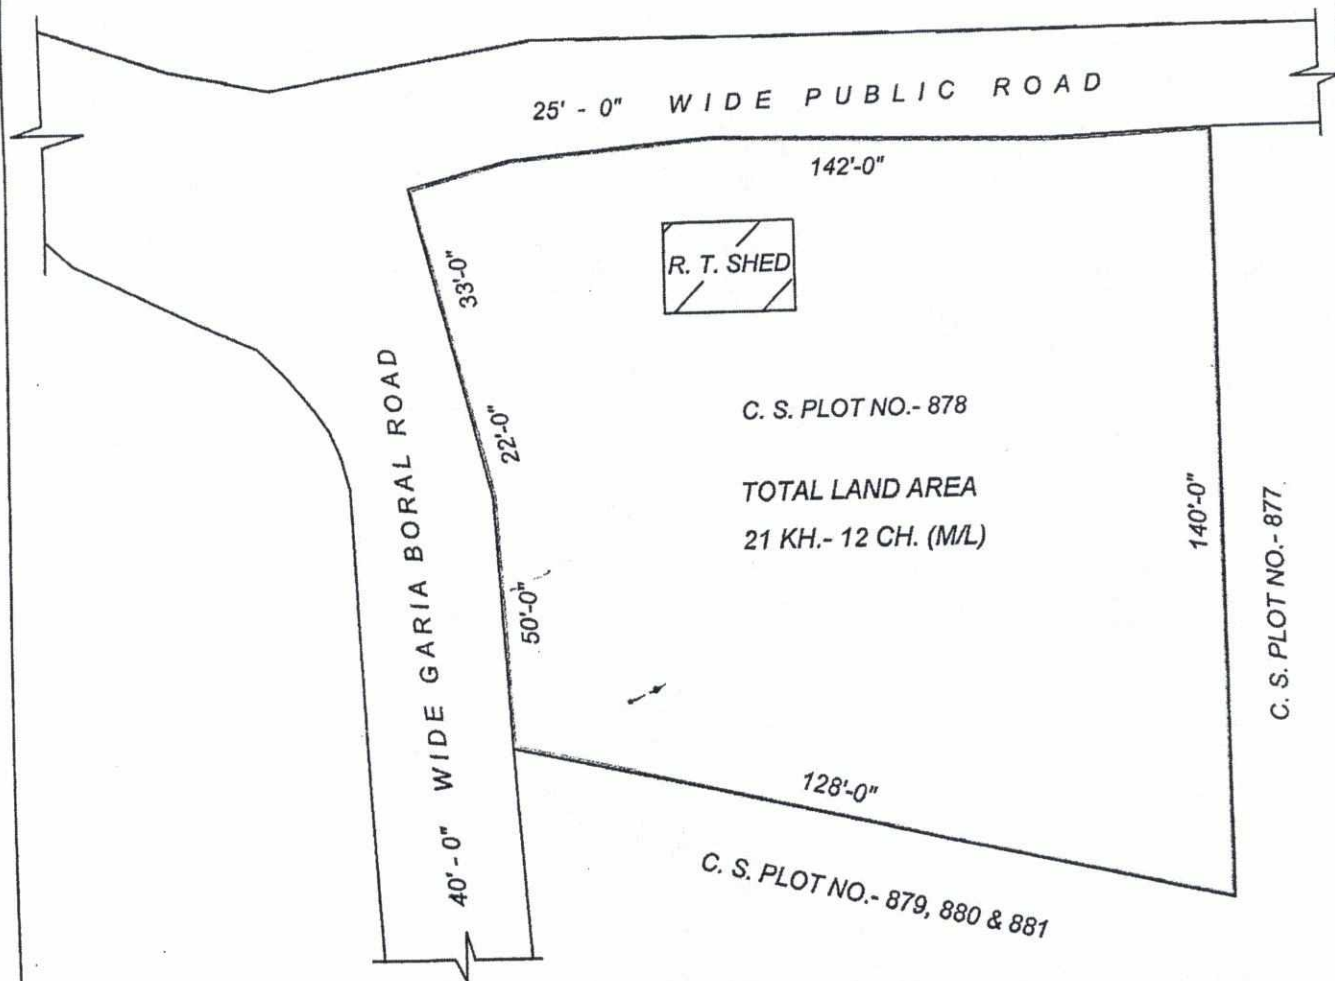 25' - 0" WIDE PUBLIC ROAD
142'-0"
33'-0"
R. T. SHED
22'-0"
C. S. PLOT NO.- 878
TOTAL LAND AREA
21 KH.- 12 CH. (M/L)
40'-0" WIDE GARIA BORAL ROAD
50'-0"
140'-0"
C. S. PLOT NO.- 877
128'-0"
C. S. PLOT NO.- 879, 880 & 881